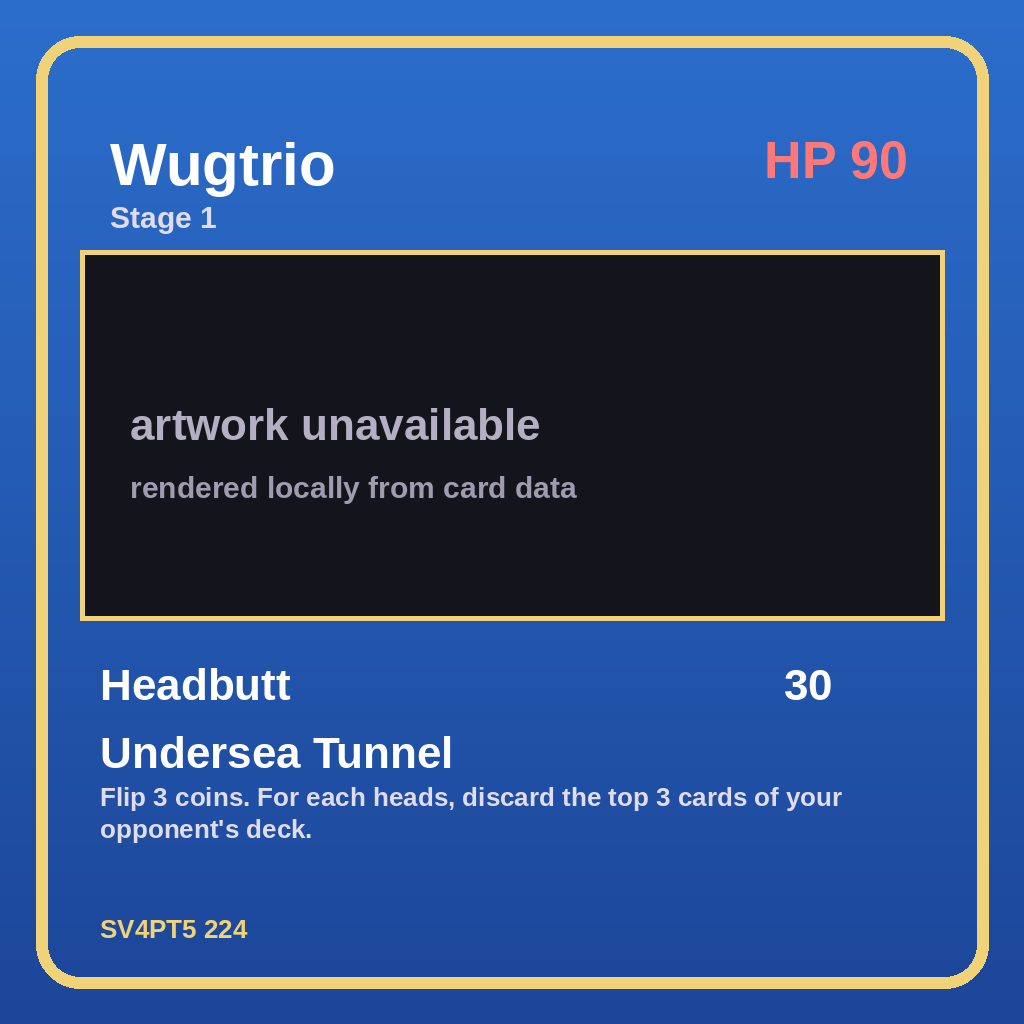 Wugtrio
HP 90
Stage 1
artwork unavailable
rendered locally from card data
Headbutt
30
Undersea Tunnel
Flip 3 coins. For each heads, discard the top 3 cards of your
opponent's deck.
SV4PT5 224